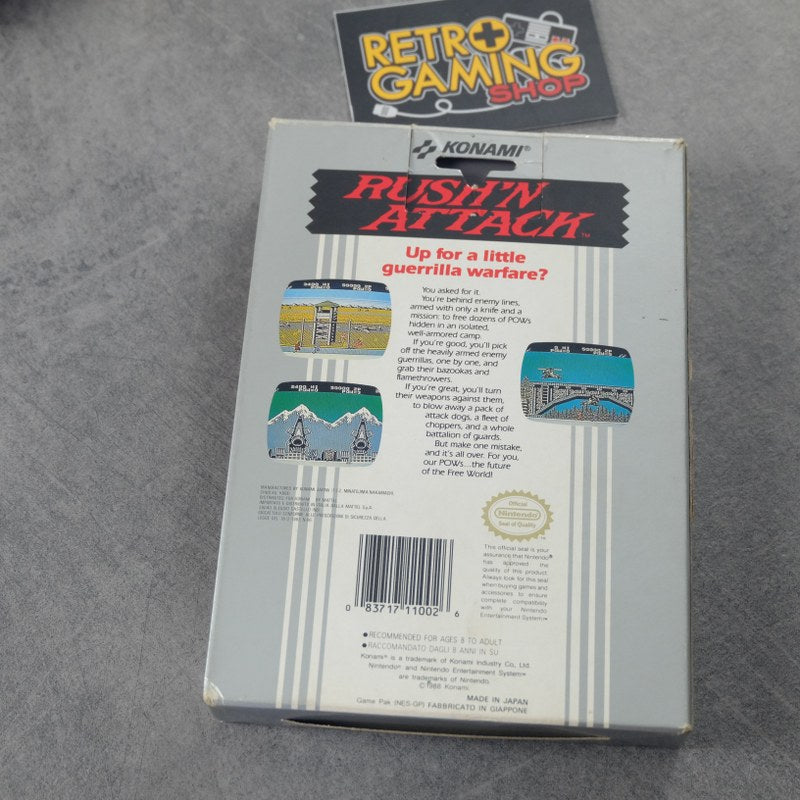 RETRO
GAMING
SHOP
KONAMI®
RUSH'N
ATTACK™
Up for a little
guerrilla warfare?
You asked for it.
You're behind enemy lines,
armed with only a knife and a
mission: to free dozens of POWs
hidden in an isolated,
well-armored camp.
If you're good, you'll pick
off the heavily armed enemy
guerrillas, one by one, and
grab their bazookas and
flamethrowers.
If you're great, you'll turn
their weapons against them,
to blow away a pack of
attack dogs, a fleet of
choppers, and a whole
battalion of guards.
But make one mistake,
and it's all over. For you,
our POWs...the future
of the Free World!
Official
Nintendo®
Seal of Quality
This official seal is your
assurance that Nintendo®
has approved the
quality of this product.
Always look for this seal
when buying games and
accessories to ensure
complete compatibility
with your Nintendo
Entertainment System™.
0 83717 11002 6
●RECOMMENDED FOR AGES 8 TO ADULT
●RACCOMANDATO DAGLI 8 ANNI IN SU
Konami® is a trademark of Konami Industry Co., Ltd.
Nintendo® and Nintendo Entertainment System™
are trademarks of Nintendo.
©1988 Konami.
MADE IN JAPAN
Game Pak (NES-GP) FABBRICATO IN GIAPPONE